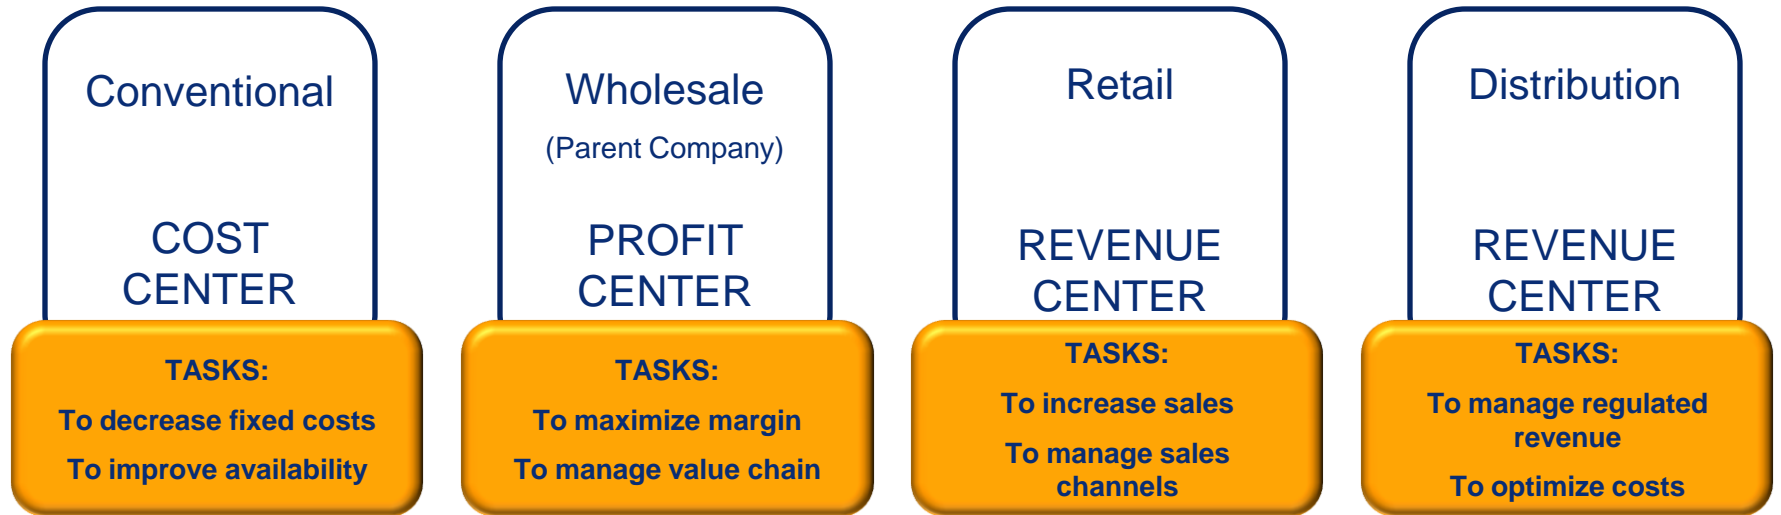 Conventional
COST
CENTER
TASKS:
To decrease fixed costs
To improve availability
Wholesale
(Parent Company)
PROFIT
CENTER
TASKS:
To maximize margin
To manage value chain
Retail
REVENUE
CENTER
TASKS:
To increase sales
To manage sales
channels
Distribution
REVENUE
CENTER
TASKS:
To manage regulated
revenue
To optimize costs